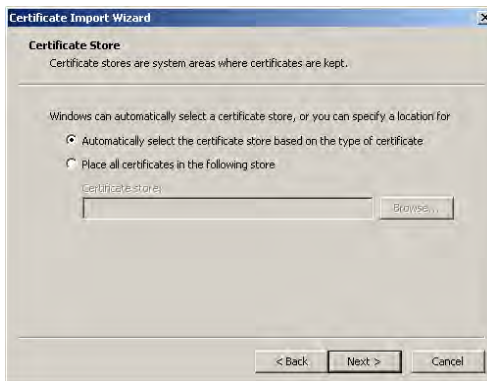 Certificate Import Wizard
Certificate Store
Certificate stores are system areas where certificates are kept.
Windows can automatically select a certificate store, or you can specify a location for
Automatically select the certificate store based on the type of certificate
Place all certificates in the following store
Certificate store:
Browse...
< Back
Next >
Cancel